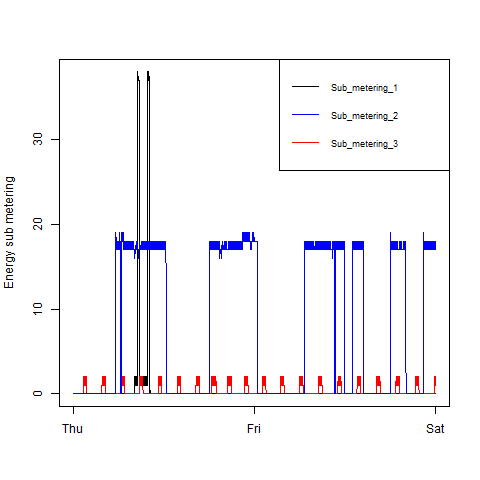 Sub_metering_1
Sub_metering_2
Sub_metering_3
Energy sub metering
30
20
10
0
Thu Fri Sat